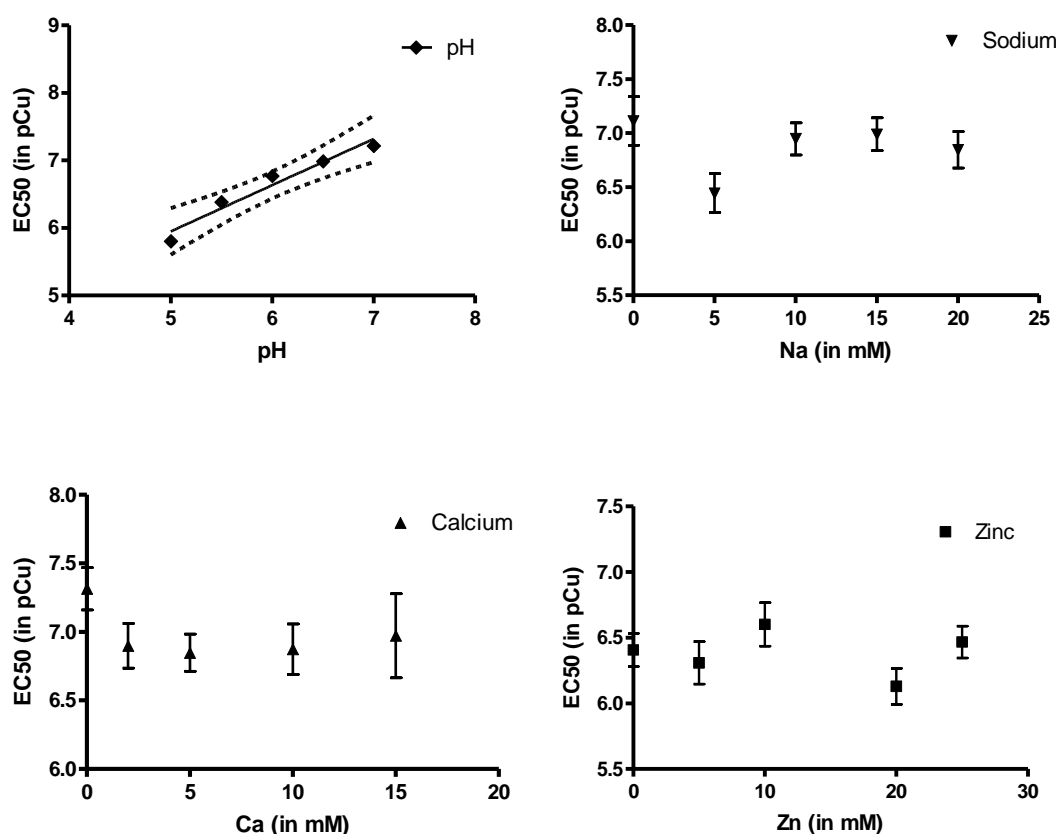 pH
EC50 (in pCu)
9
8
7
6
5
4 5 6 7 8
pH
Sodium
EC50 (in pCu)
8.0
7.5
7.0
6.5
6.0
5.5
0 5 10 15 20 25
Na (in mM)
Calcium
EC50 (in pCu)
8.0
7.5
7.0
6.5
6.0
0 5 10 15 20
Ca (in mM)
Zinc
EC50 (in pCu)
7.5
7.0
6.5
6.0
5.5
0 10 20 30
Zn (in mM)